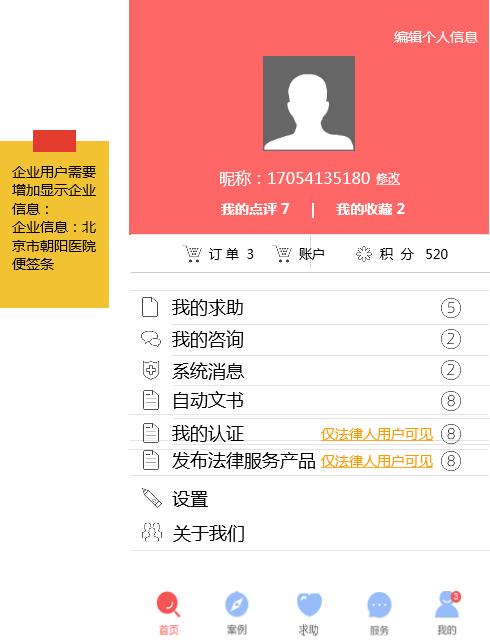 编辑个人信息
企业用户需要
增加显示企业
信息：
企业信息：北
京市朝阳医院
便签条
昵称：17054135180 修改
我的点评 7 | 我的收藏 2
订 单 3 账户 积 分 520
我的求助 5
我的咨询 2
系统消息 2
自动文书 8
我的认证 仅法律人用户可见 8
发布法律服务产品 仅法律人用户可见 8
设置
关于我们
3
首页 案例 求助 服务 我的